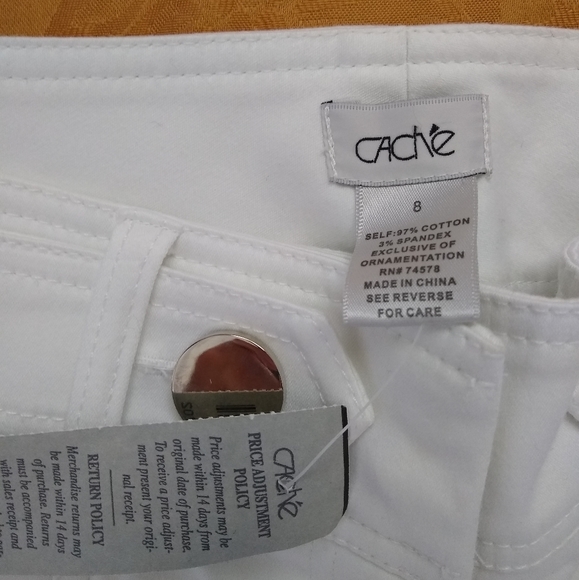 CACHÉ
8
SELF:97% COTTON
3% SPANDEX
EXCLUSIVE OF
ORNAMENTATION
RN# 74578
MADE IN CHINA
SEE REVERSE
FOR CARE
CACHÉ
PRICE ADJUSTMENT
POLICY
Price adjustments may be
made within 14 days from
original date of purchase.
To receive a price adjust-
ment present your origi-
nal receipt.
RETURN POLICY
Merchandise returns may
be made within 14 days
of purchase. Returns
must be accompanied
with sales receipt and